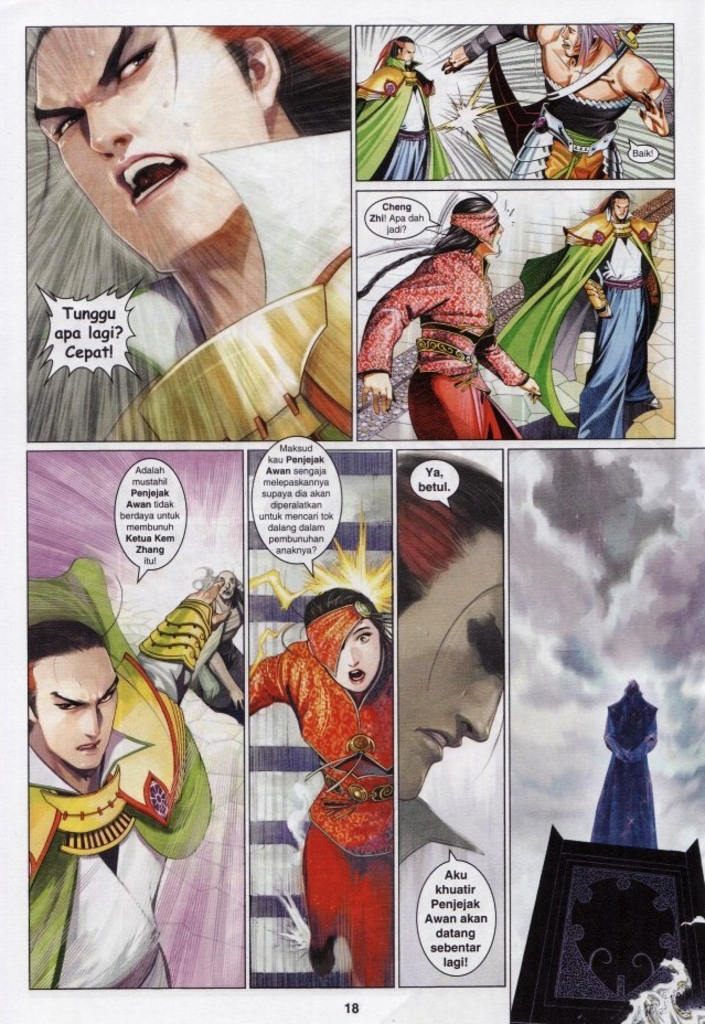 Tunggu
apa lagi?
Cepat!
Baik!
Cheng
Zhi! Apa dah
jadi?
Adalah
mustahil
Penjejak
Awan tidak
berdaya untuk
membunuh
Ketua Kem
Zhang
itu!
Maksud
kau Penjejak
Awan sengaja
melepaskannya
supaya dia akan
diperalatkan
untuk mencari tok
dalang dalam
pembunuhan
anaknya?
Ya,
betul.
Aku
khuatir
Penjejak
Awan akan
datang
sebentar
lagi!
18